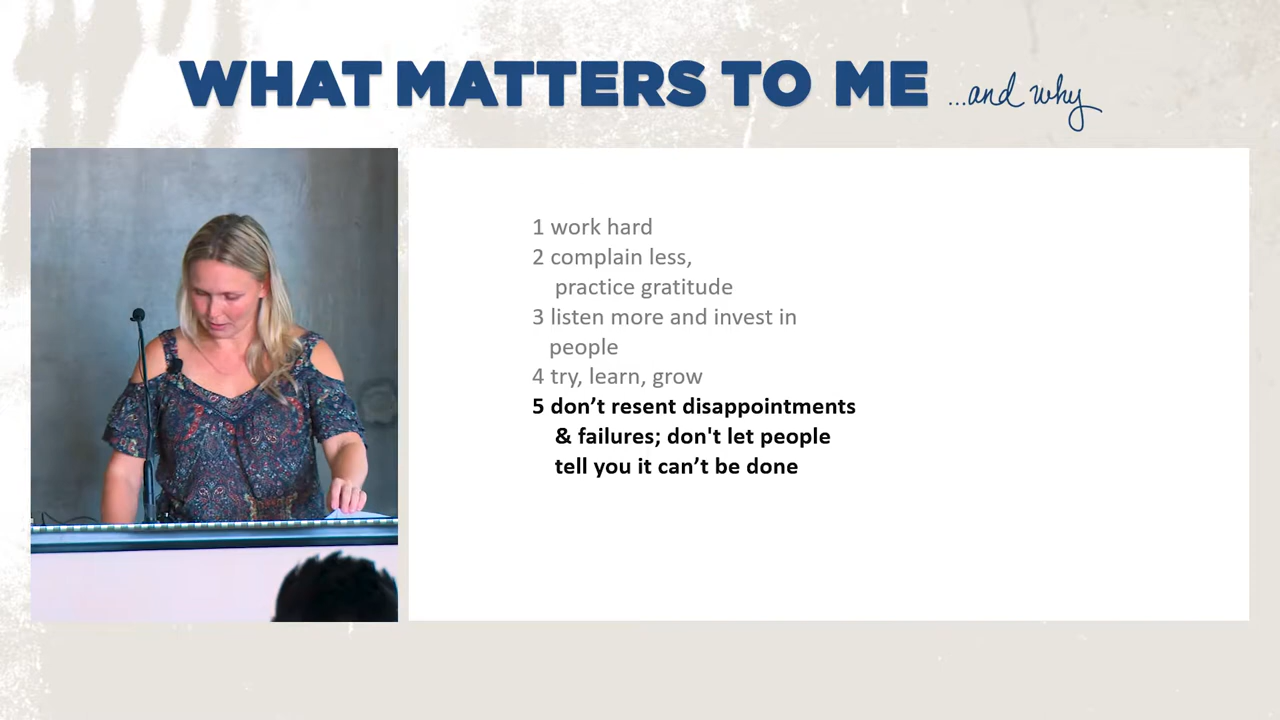 WHAT MATTERS TO ME ...and why
1 work hard
2 complain less,
practice gratitude
3 listen more and invest in
people
4 try, learn, grow
5 don’t resent disappointments
& failures; don't let people
tell you it can’t be done